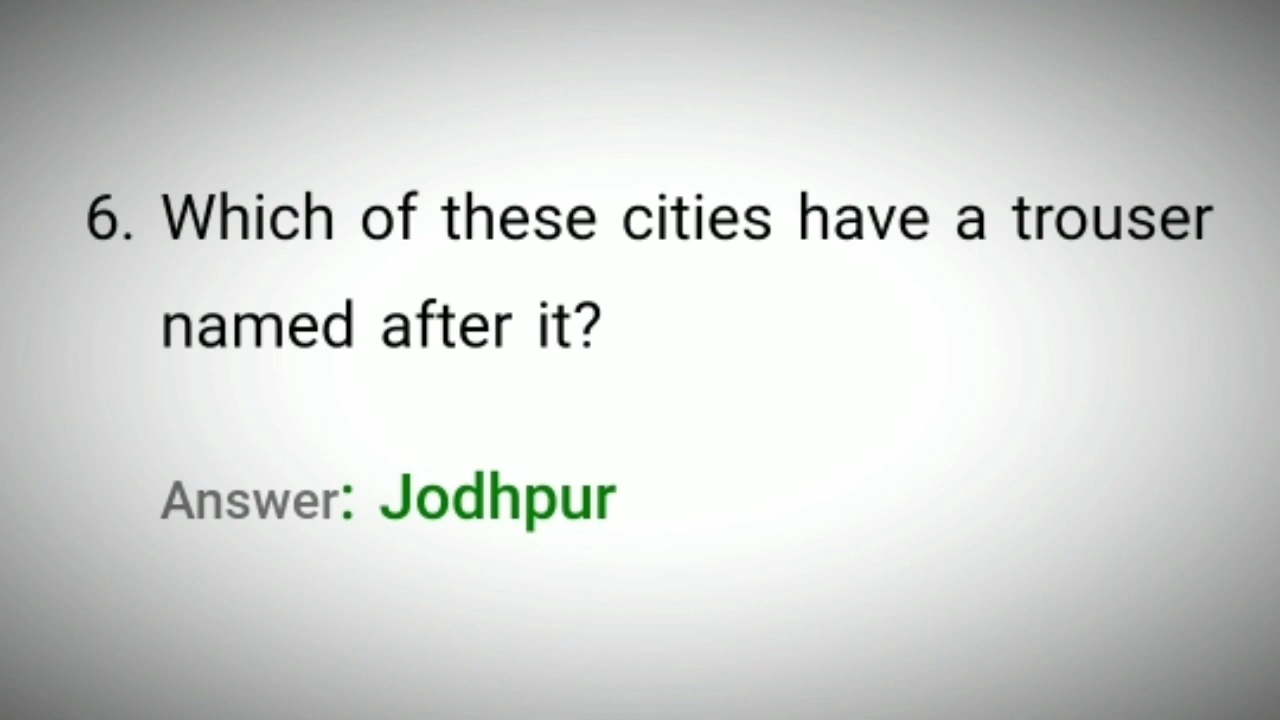 6. Which of these cities have a trouser
named after it?
Answer: Jodhpur